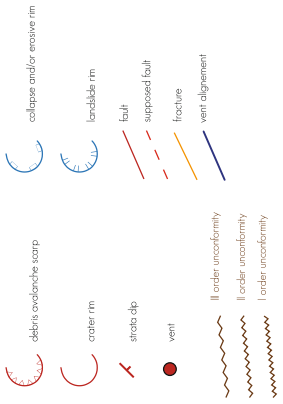 collapse and/or erosive rim
landslide rim
fault
supposed fault
fracture
vent alignement
debris avalanche scarp
crater rim
strata dip
vent
III order unconformity
II order unconformity
I order unconformity